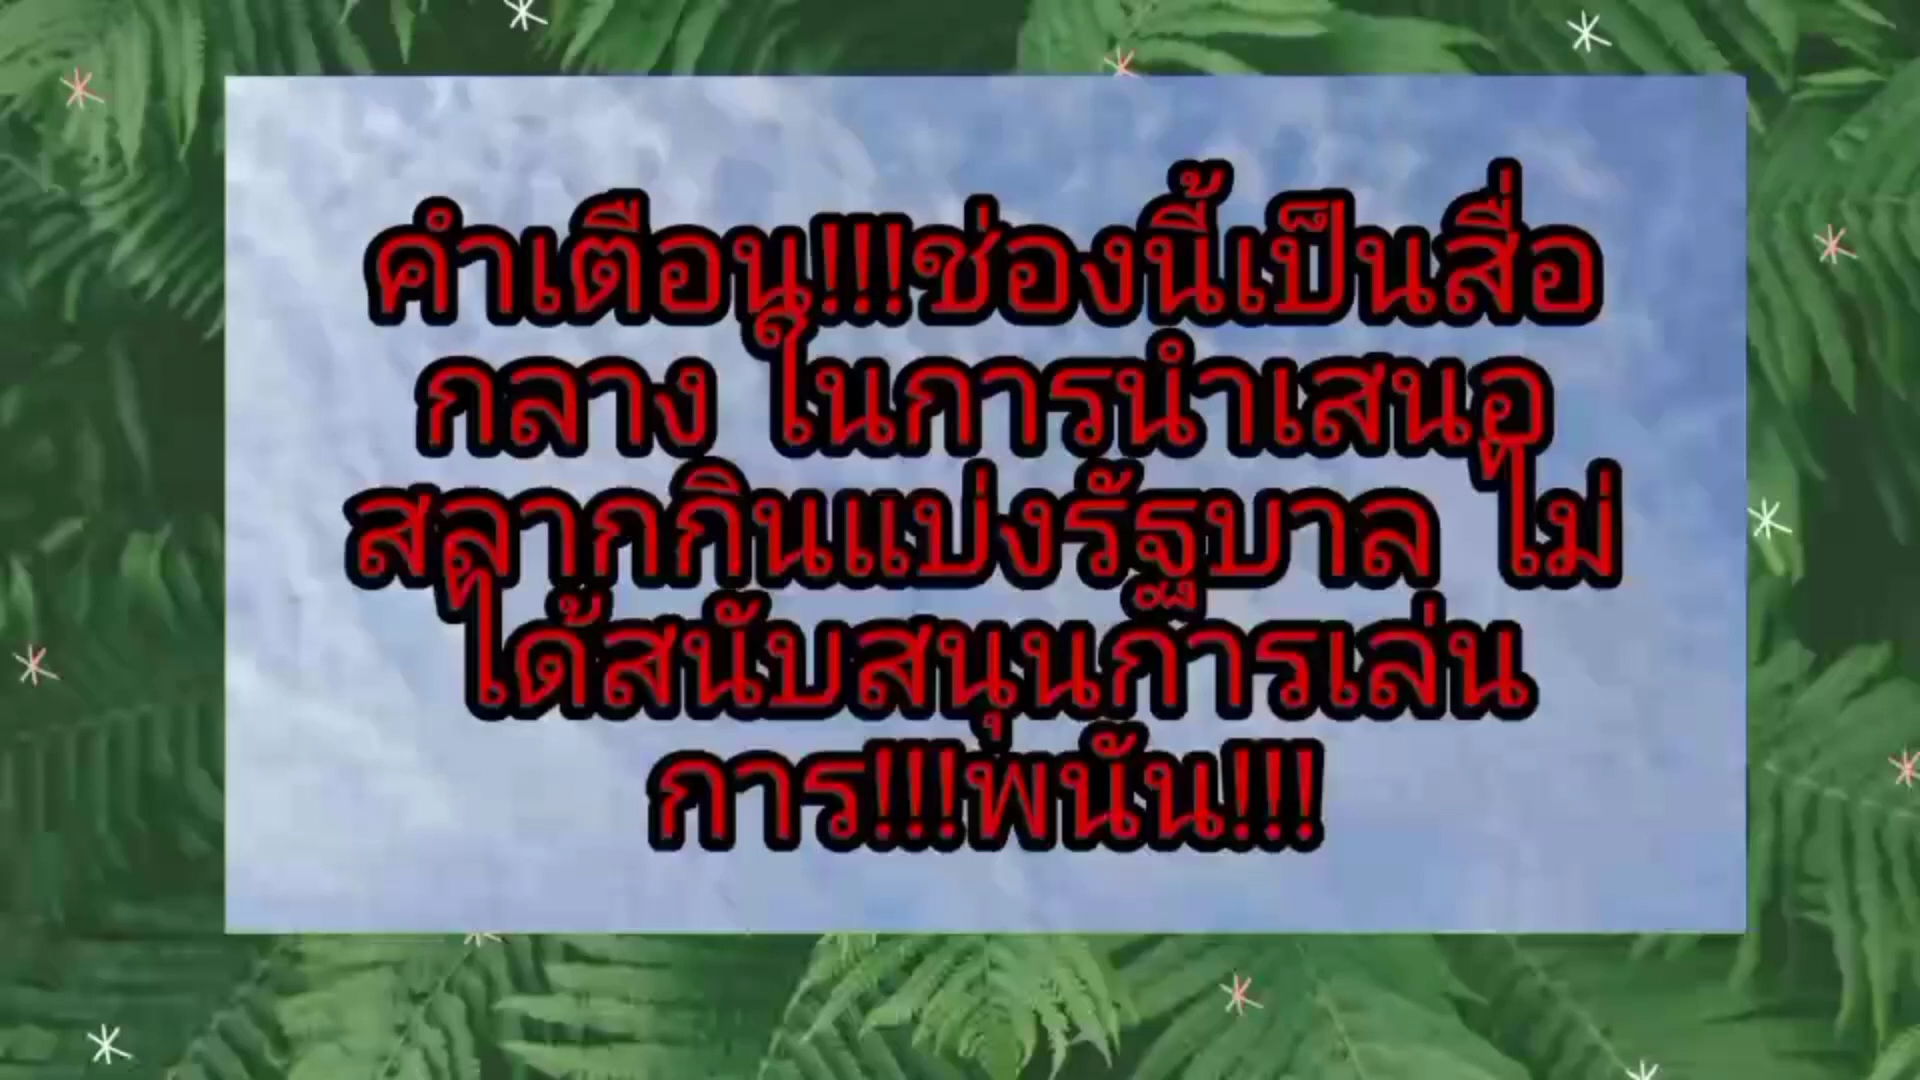 คำเตือน!!!ช่องนี้เป็นสื่อ
กลาง ในการนำเสนอ
สลากกินแบ่งรัฐบาล ไม่
ได้สนับสนุนการเล่น
การ!!!พนัน!!!